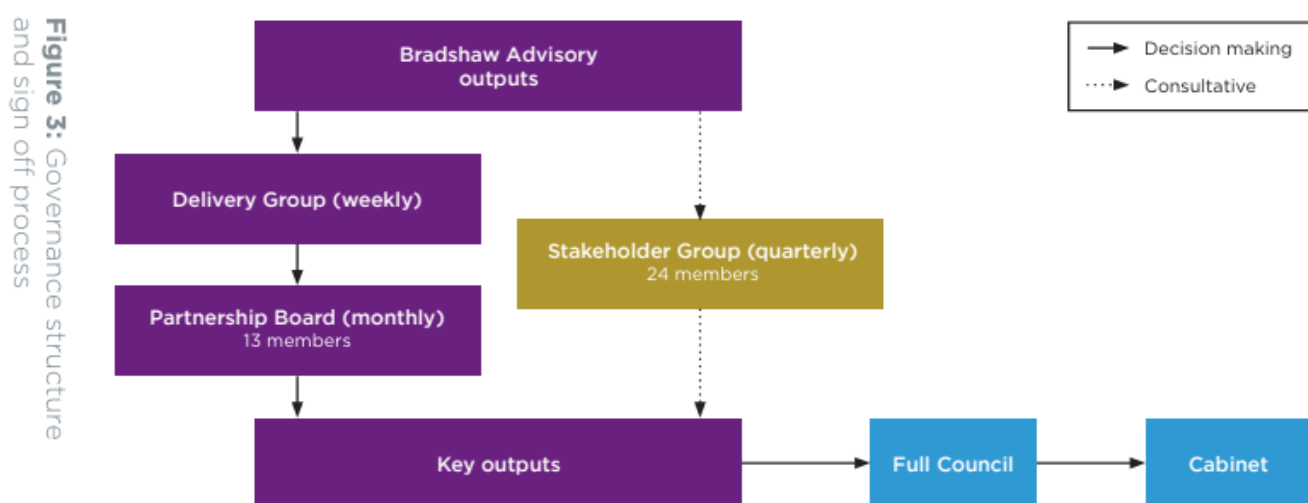 Figure 3: Governance structure
and sign off process
Bradshaw Advisory
outputs
Decision making
Consultative
Delivery Group (weekly)
Stakeholder Group (quarterly)
24 members
Partnership Board (monthly)
13 members
Key outputs
Full Council
Cabinet